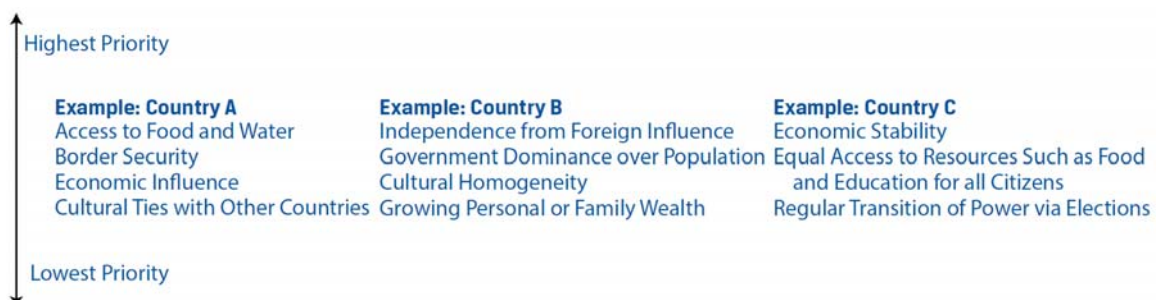 Highest Priority
Example: Country A
Access to Food and Water
Border Security
Economic Influence
Cultural Ties with Other Countries
Example: Country B
Independence from Foreign Influence
Government Dominance over Population
Cultural Homogeneity
Growing Personal or Family Wealth
Example: Country C
Economic Stability
Equal Access to Resources Such as Food
and Education for all Citizens
Regular Transition of Power via Elections
Lowest Priority